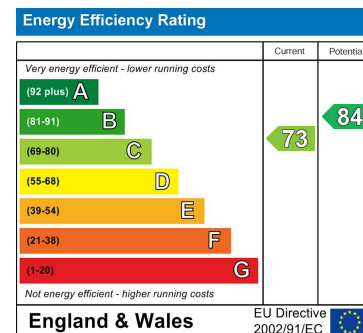 Energy Efficiency Rating
Current Potentia
Very energy efficient - lower running costs
(92 plus) A
(81-91) B
84
(69-80) C
73
(55-68) D
(39-54) E
(21-38) F
(1-20) G
Not energy efficient - higher running costs
England & Wales
EU Directive
2002/91/EC